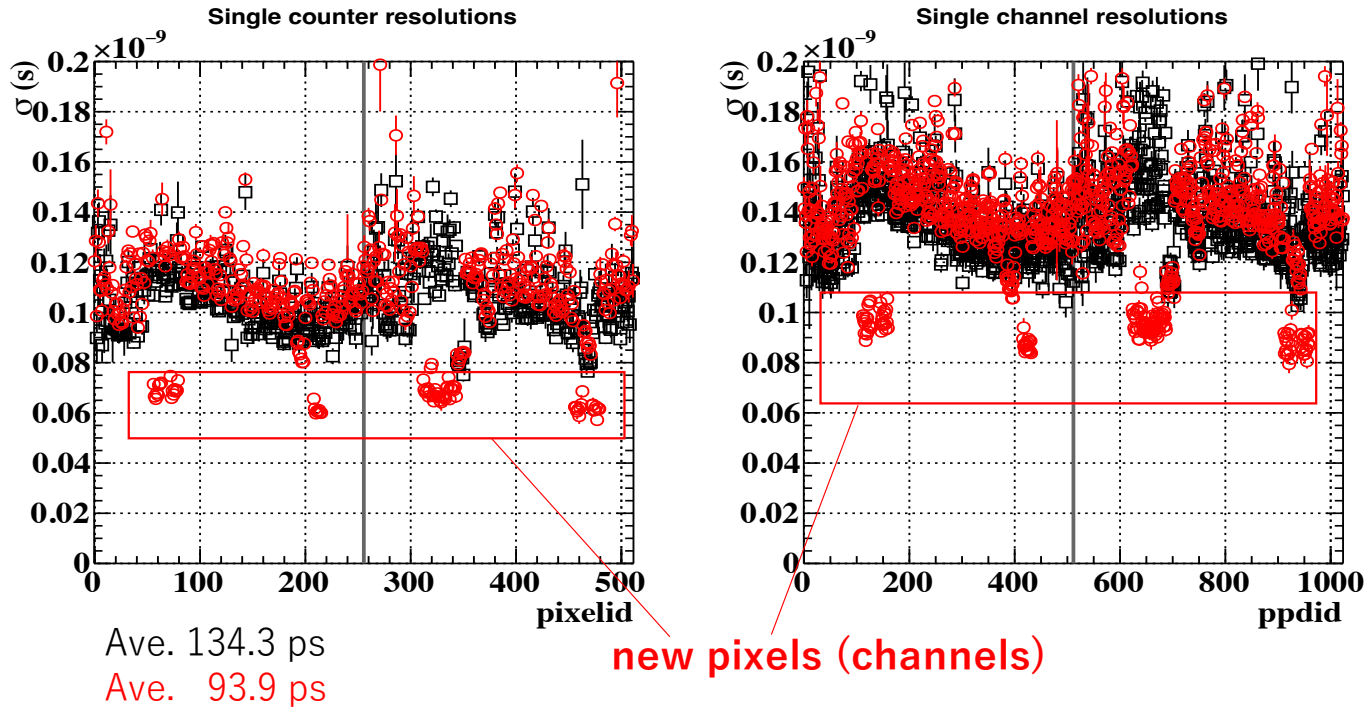 Single counter resolutions
×10⁻⁹
σ (s)
0.2
0.18
0.16
0.14
0.12
0.1
0.08
0.06
0.04
0.02
0
0 100 200 300 400 500
pixelid
Single channel resolutions
×10⁻⁹
σ (s)
0.2
0.18
0.16
0.14
0.12
0.1
0.08
0.06
0.04
0.02
0
0 200 400 600 800 1000
ppdid
Ave. 134.3 ps
Ave. 93.9 ps
new pixels (channels)